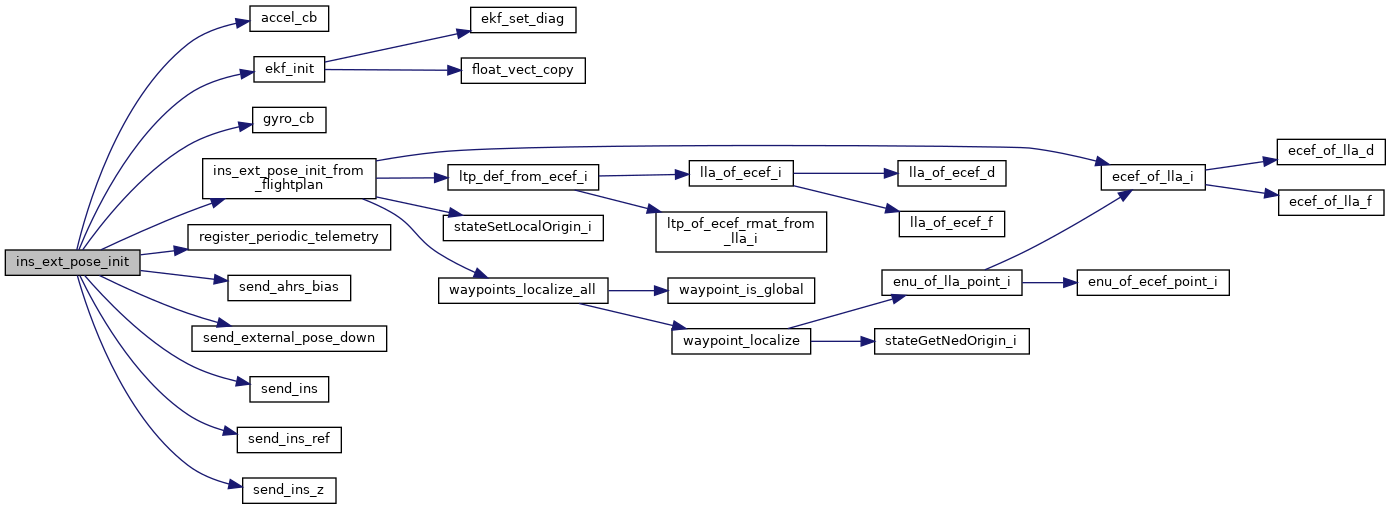 accel_cb
ekf_set_diag
ekf_init
float_vect_copy
gyro_cb
ins_ext_pose_init_from
_flightplan
ltp_def_from_ecef_i
lla_of_ecef_i
lla_of_ecef_d
ecef_of_lla_i
ecef_of_lla_d
ecef_of_lla_f
lla_of_ecef_f
ltp_of_ecef_rmat_from
_lla_i
stateSetLocalOrigin_i
register_periodic_telemetry
ins_ext_pose_init
send_ahrs_bias
waypoints_localize_all
waypoint_is_global
enu_of_lla_point_i
enu_of_ecef_point_i
send_external_pose_down
waypoint_localize
stateGetNedOrigin_i
send_ins
send_ins_ref
send_ins_z